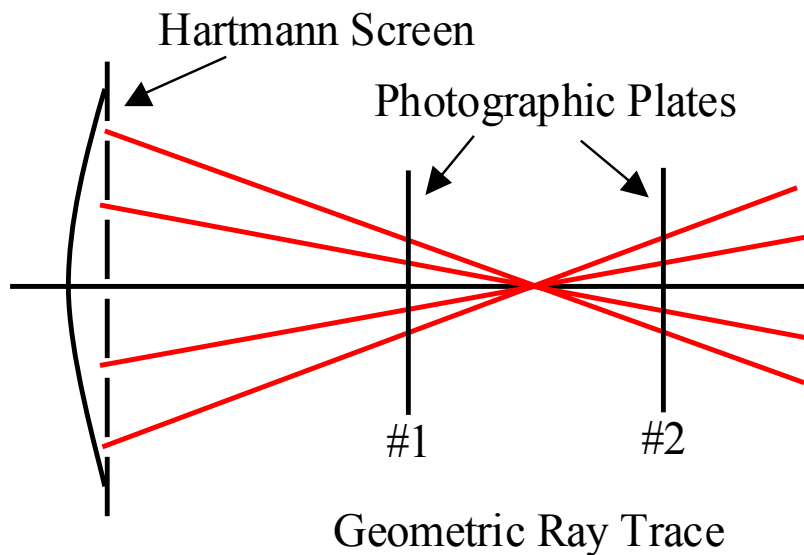 Hartmann Screen
Photographic Plates
#1
#2
Geometric Ray Trace